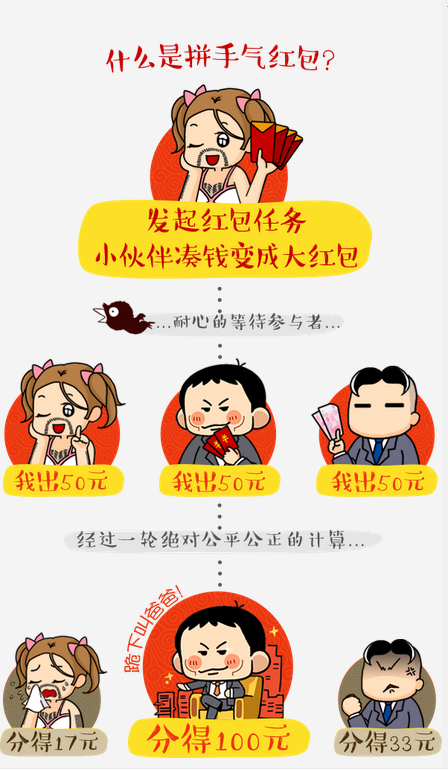 什么是拼手气红包?
发起红包任务
小伙伴凑钱变成大红包
...耐心的等待参与者...
我出50元
我出50元
我出50元
经过一轮绝对公平公正的计算...
跪下叫爸爸!
分得17元
分得100元
分得33元